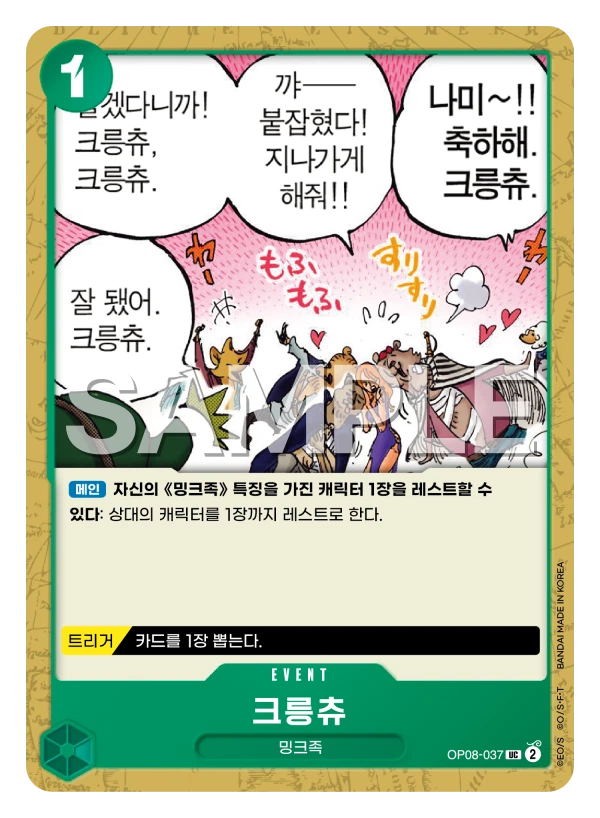 1
겠다니까!
크릉츄,
크릉츄.
꺄──
붙잡혔다!
지나가게
해줘!!
나미~!!
축하해.
크릉츄.
잘 됐어.
크릉츄.
わー
もふ
もふ
すり
すり
わー
SAMPLE
메인 자신의 《밍크족》 특징을 가진 캐릭터 1장을 레스트할 수
있다: 상대의 캐릭터를 1장까지 레스트로 한다.
트리거 카드를 1장 뽑는다.
EVENT
크릉츄
밍크족
OP08-037 UC 2
©EO/S ©O/S·F·T BANDAI MADE IN KOREA